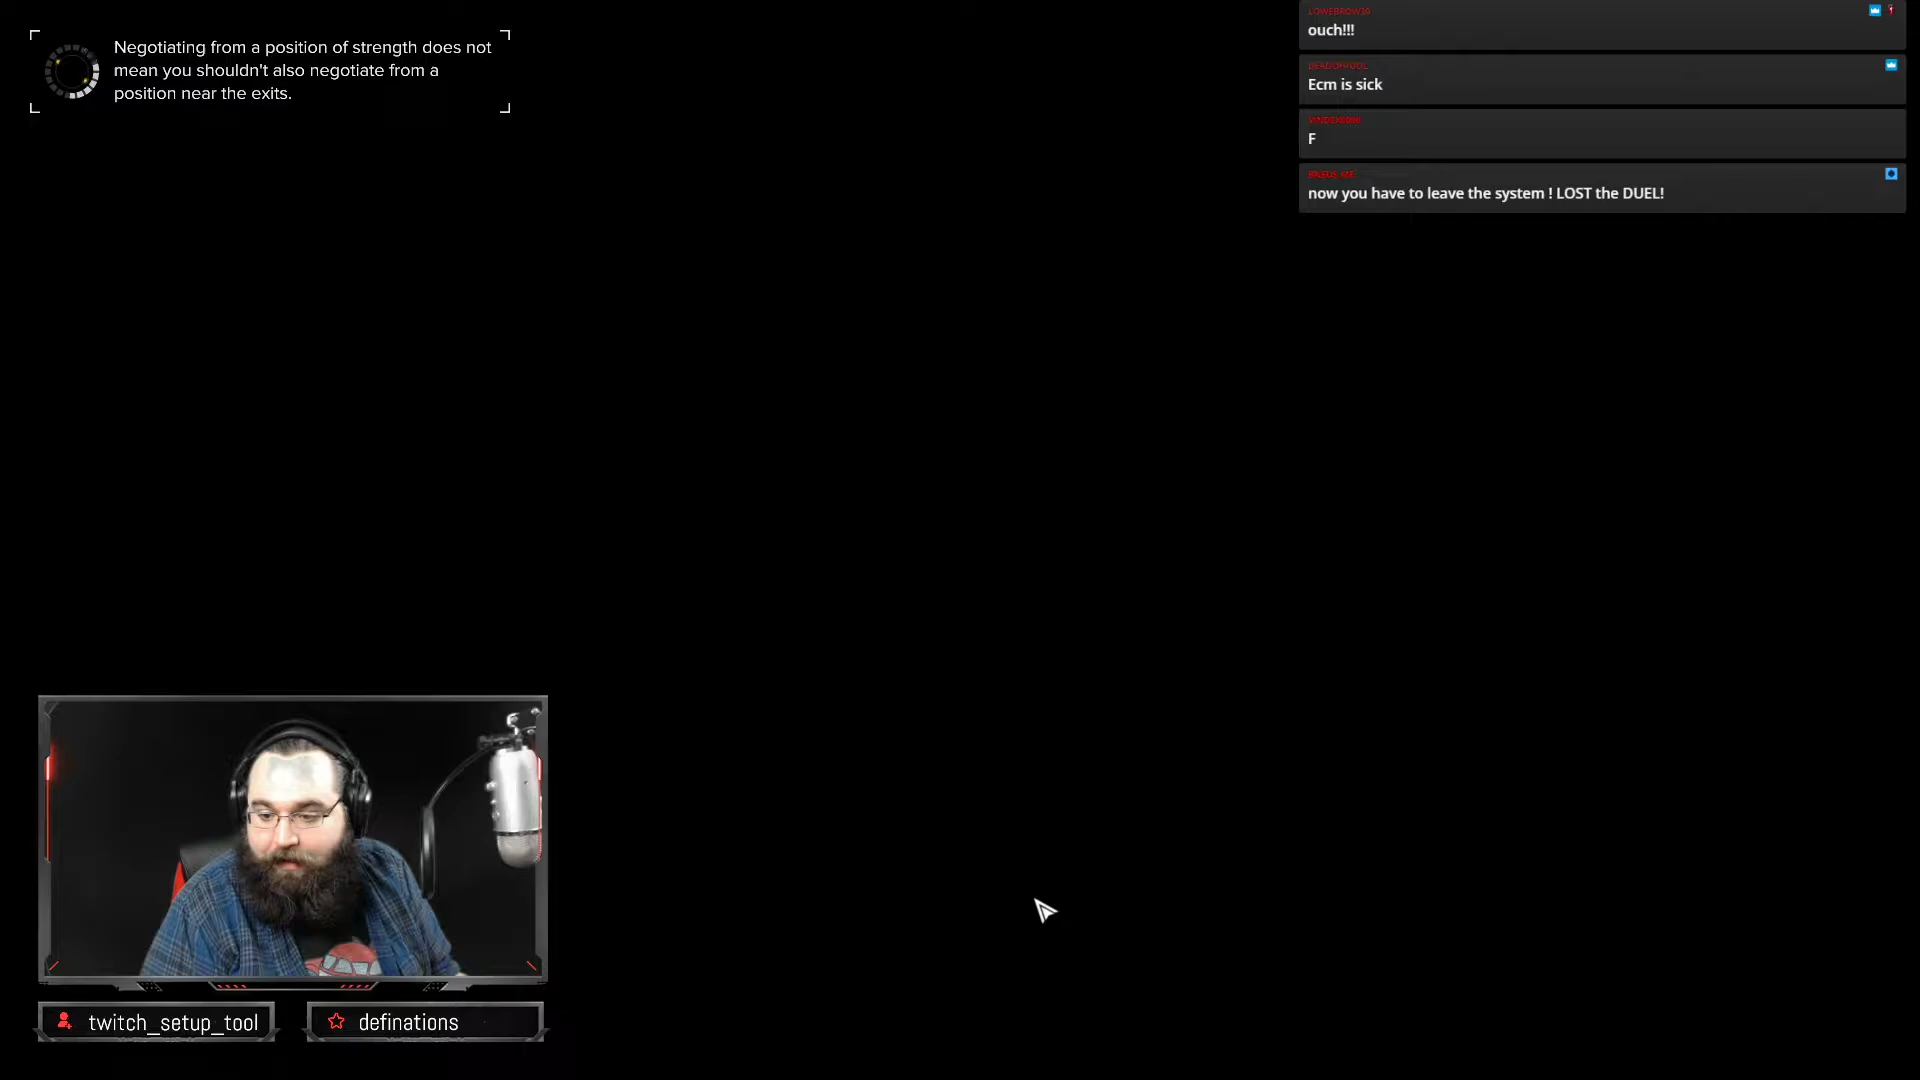 Negotiating from a position of strength does not
mean you shouldn't also negotiate from a
position near the exits.
LOWEBROW20
ouch!!!
Ecm is sick
F
now you have to leave the system ! LOST the DUEL!
twitch_setup_tool
definations